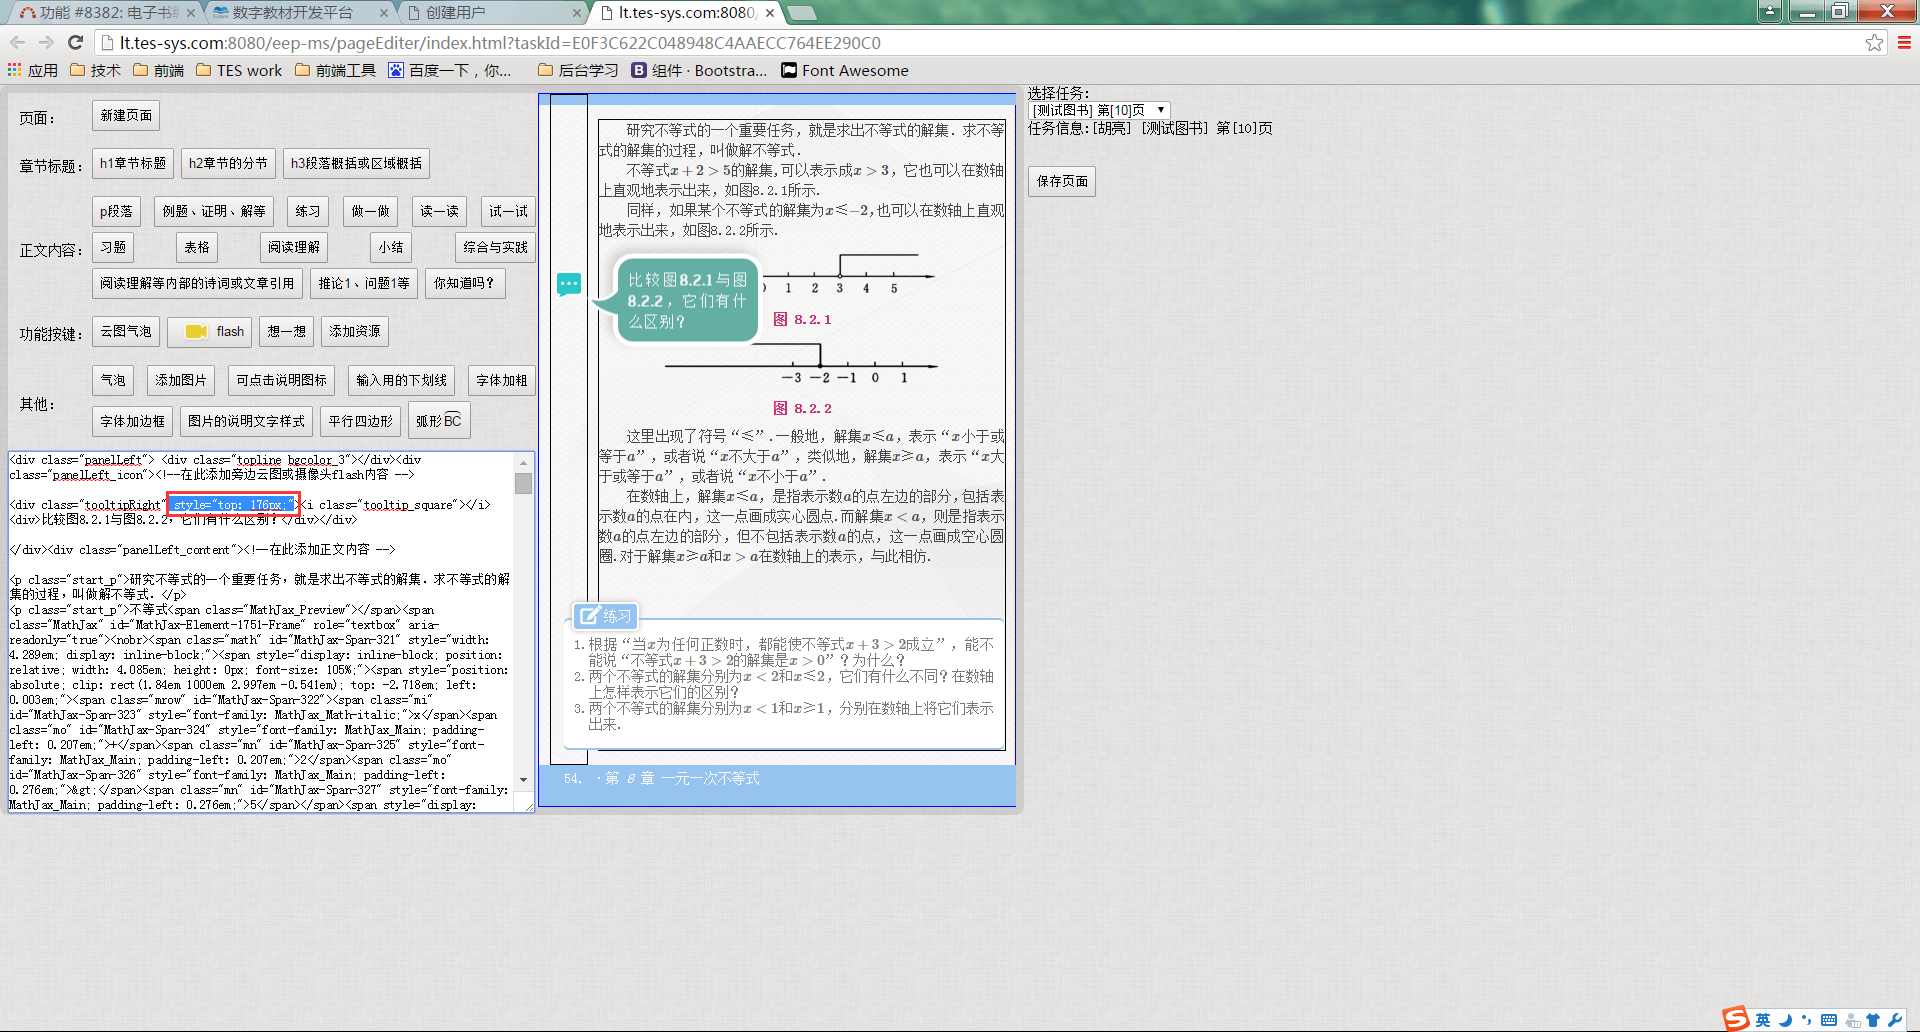 功能 #8382: 电子书编
数字教材开发平台
创建用户
lt.tes-sys.com:8080/
lt.tes-sys.com:8080/eep-ms/pageEditer/index.html?taskId=E0F3C622C048948C4AAECC764EE290C0
应用 技术 前端 TES work 前端工具 百度一下，你... 后台学习 组件 · Bootstra... Font Awesome
页面： 新建页面
章节标题： h1章节标题 h2章节的分节 h3段落概括或区域概括
p段落 例题、证明、解等 练习 做一做 读一读 试一试
正文内容： 习题 表格 阅读理解 小结 综合与实践
阅读理解等内部的诗词或文章引用 推论1、问题1等 你知道吗？
功能按键： 云图气泡 flash 想一想 添加资源
气泡 添加图片 可点击说明图标 输入用的下划线 字体加粗
其他：
字体加边框 图片的说明文字样式 平行四边形 弧形BC
<div class="panelLeft"> <div class="topline bgcolor_3"></div><div
class="panelLeft_icon"><!--在此添加旁边云图或摄像头flash内容 -->
<div class="tooltipRight" style="top: 176px;"><i class="tooltip_square"></i>
<div>比较图8.2.1与图8.2.2，它们有什么区别？</div></div>
</div><div class="panelLeft_content"><!--在此添加正文内容 -->
<p class="start_p">研究不等式的一个重要任务，就是求出不等式的解集．求不等式的解
集的过程，叫做解不等式．</p>
<p class="start_p">不等式<span class="MathJax_Preview"></span><span
class="MathJax" id="MathJax-Element-1751-Frame" role="textbox" aria-
readonly="true"><nobr><span class="math" id="MathJax-Span-321" style="width:
4.289em; display: inline-block;"><span style="display: inline-block; position:
relative; width: 4.085em; height: 0px; font-size: 105%;"><span style="position:
absolute; clip: rect(1.84em 1000em 2.997em -0.541em); top: -2.718em; left:
0.003em;"><span class="mrow" id="MathJax-Span-322"><span class="mi"
id="MathJax-Span-323" style="font-family: MathJax_Math-italic;">x</span><span
class="mo" id="MathJax-Span-324" style="font-family: MathJax_Main; padding-
left: 0.207em;">+</span><span class="mn" id="MathJax-Span-325" style="font-
family: MathJax_Main; padding-left: 0.207em;">2</span><span class="mo"
id="MathJax-Span-326" style="font-family: MathJax_Main; padding-left:
0.276em;">&gt;</span><span class="mn" id="MathJax-Span-327" style="font-family:
MathJax_Main; padding-left: 0.276em;">5</span></span><span style="display:
研究不等式的一个重要任务，就是求出不等式的解集．求不等
式的解集的过程，叫做解不等式．
不等式x＋2＞5的解集,可以表示成x＞3，它也可以在数轴
上直观地表示出来，如图8.2.1所示.
同样，如果某个不等式的解集为x≤−2,也可以在数轴上直观
地表示出来，如图8.2.2所示.
比较图8.2.1与图
8.2.2，它们有什
么区别？
0 1 2 3 4 5
图 8.2.1
−3 −2 −1 0 1
图 8.2.2
这里出现了符号“≤”.一般地，解集x≤a，表示“x小于或
等于a”，或者说“x不大于a”，类似地，解集x≥a，表示“x大
于或等于a”，或者说“x不小于a”.
在数轴上，解集x≤a，是指表示数a的点左边的部分，包括表
示数a的点在内，这一点画成实心圆点.而解集x＜a，则是指表示
数a的点左边的部分，但不包括表示数a的点，这一点画成空心圆
圈.对于解集x≥a和x＞a在数轴上的表示，与此相仿.
练习
1. 根据“当x为任何正数时，都能使不等式x＋3＞2成立”，能不
能说“不等式x＋3＞2的解集是x＞0”？为什么？
2. 两个不等式的解集分别为x＜2和x≤2，它们有什么不同？在数轴
上怎样表示它们的区别？
3. 两个不等式的解集分别为x＜1和x≥1，分别在数轴上将它们表示
出来.
54. ·第 8 章 一元一次不等式
选择任务:
[测试图书] 第[10]页
任务信息:[胡亮] [测试图书] 第[10]页
保存页面
英